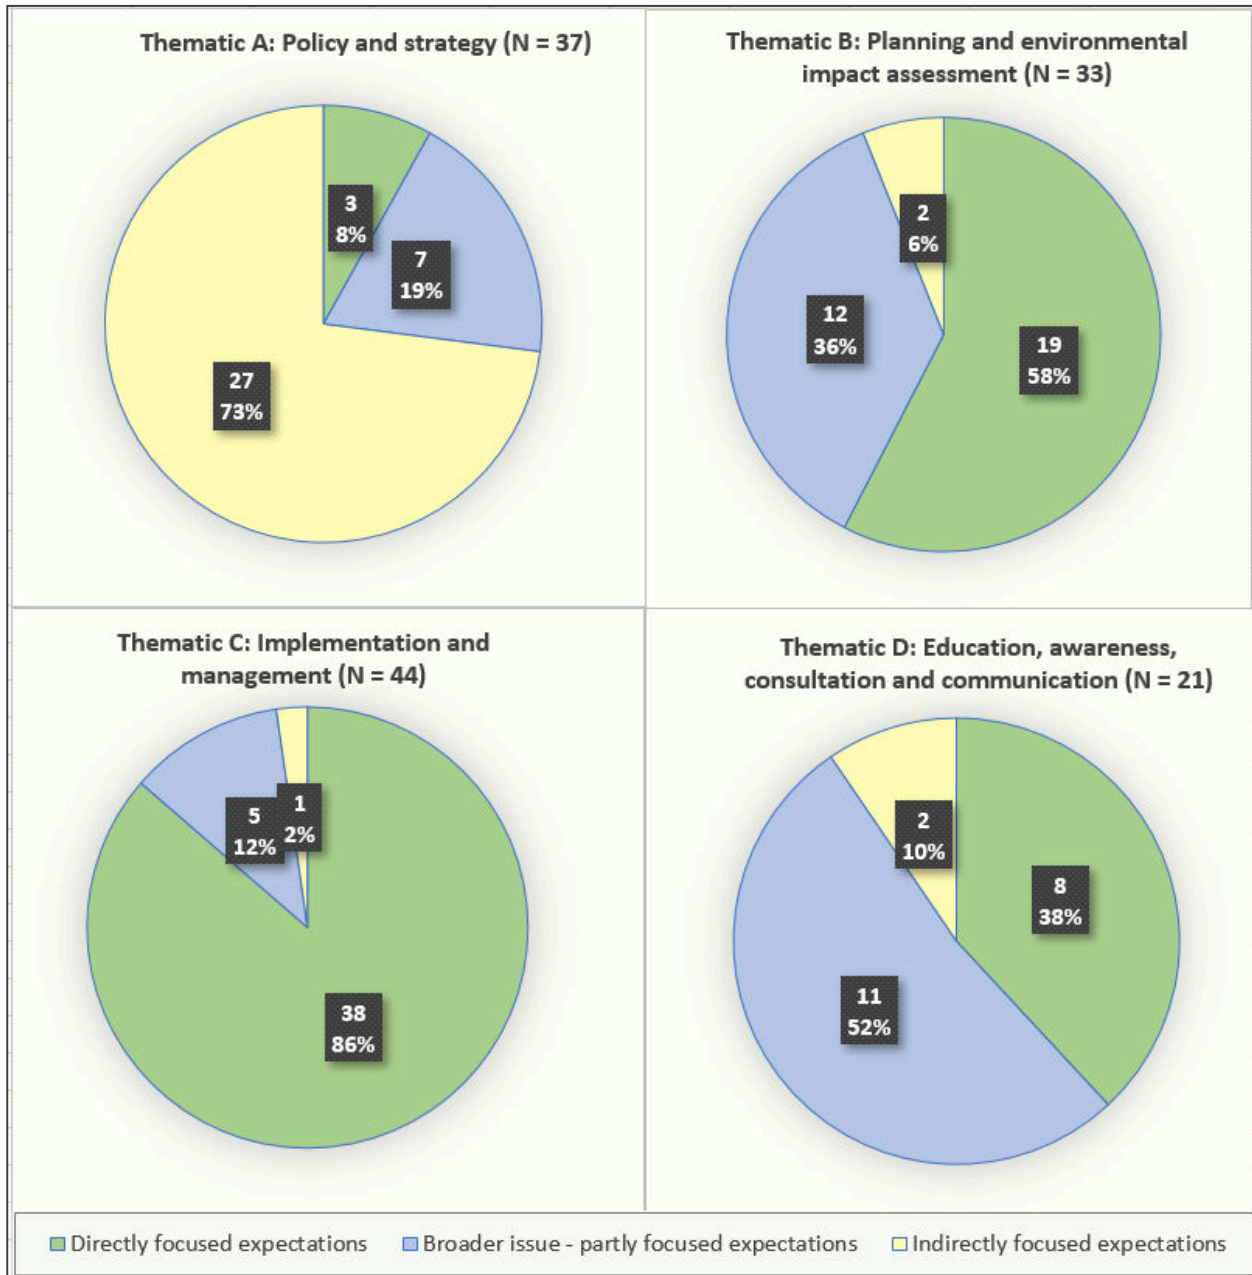 Thematic A: Policy and strategy (N = 37)
3
8%
7
19%
27
73%
Thematic B: Planning and environmental
impact assessment (N = 33)
2
6%
12
36%
19
58%
Thematic C: Implementation and
management (N = 44)
5
12%
1
2%
38
86%
Thematic D: Education, awareness,
consultation and communication (N = 21)
2
10%
8
38%
11
52%
Directly focused expectations
Broader issue - partly focused expectations
Indirectly focused expectations